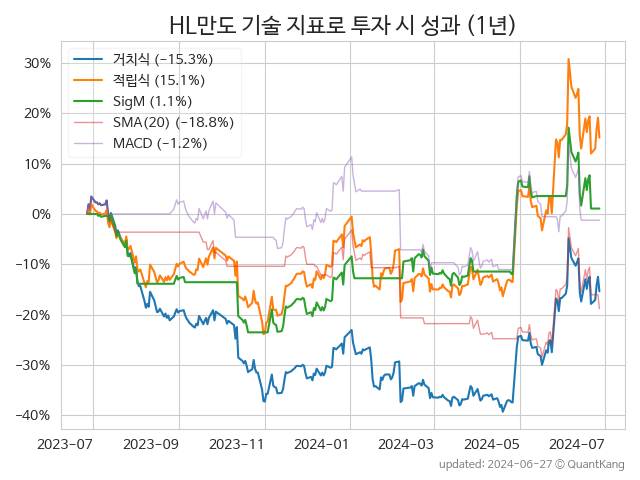 HL만도 기술 지표로 투자 시 성과 (1년)
거치식 (−15.3%)
적립식 (15.1%)
SigM (1.1%)
SMA(20) (−18.8%)
MACD (−1.2%)
30%
20%
10%
0%
−10%
−20%
−30%
−40%
2023-07
2023-09
2023-11
2024-01
2024-03
2024-05
2024-07
updated: 2024-06-27 © QuantKang